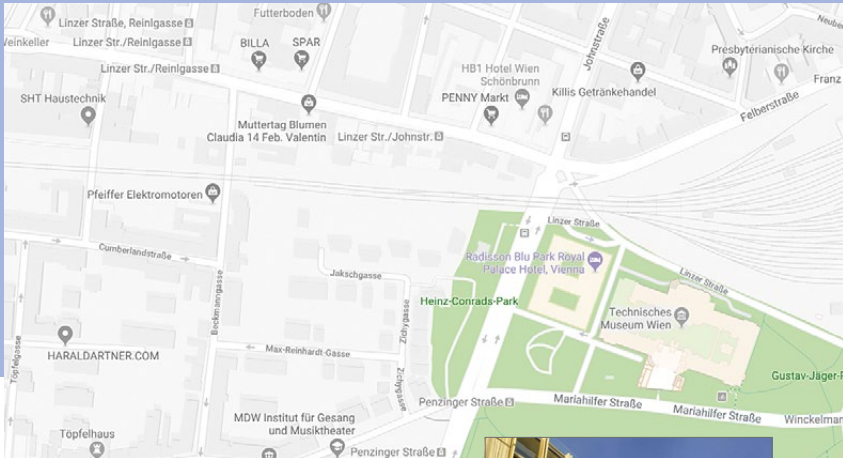 Futterboden
Linzer Straße, Reinlgasse
Weinkeller
Linzer Str./Reinlgasse
BILLA
SPAR
Linzer Str./Reinlgasse
Johnstraße
Presbyterianische Kirche
HB1 Hotel Wien
Schönbrunn
PENNY Markt
Killis Getränkehandel
Franz
SHT Haustechnik
Felberstraße
Muttertag Blumen
Claudia 14 Feb. Valentin
Linzer Str./Johnstr.
Pfeiffer Elektromotoren
Linzer Straße
Cumberlandstraße
Radisson Blu Park Royal
Palace Hotel, Vienna
Jakschgasse
Linzer Straße
Heinz-Conrads-Park
Beckmanngasse
Zichygasse
Technisches
Museum Wien
HARALDARTNER.COM
Max-Reinhardt-Gasse
Töpfelgasse
Zichygasse
Gustav-Jäger-P
Penzinger Straße
Mariahilfer Straße
Mariahilfer Straße
Winckelman
MDW Institut für Gesang
und Musiktheater
Töpfelhaus
Penzinger Straße